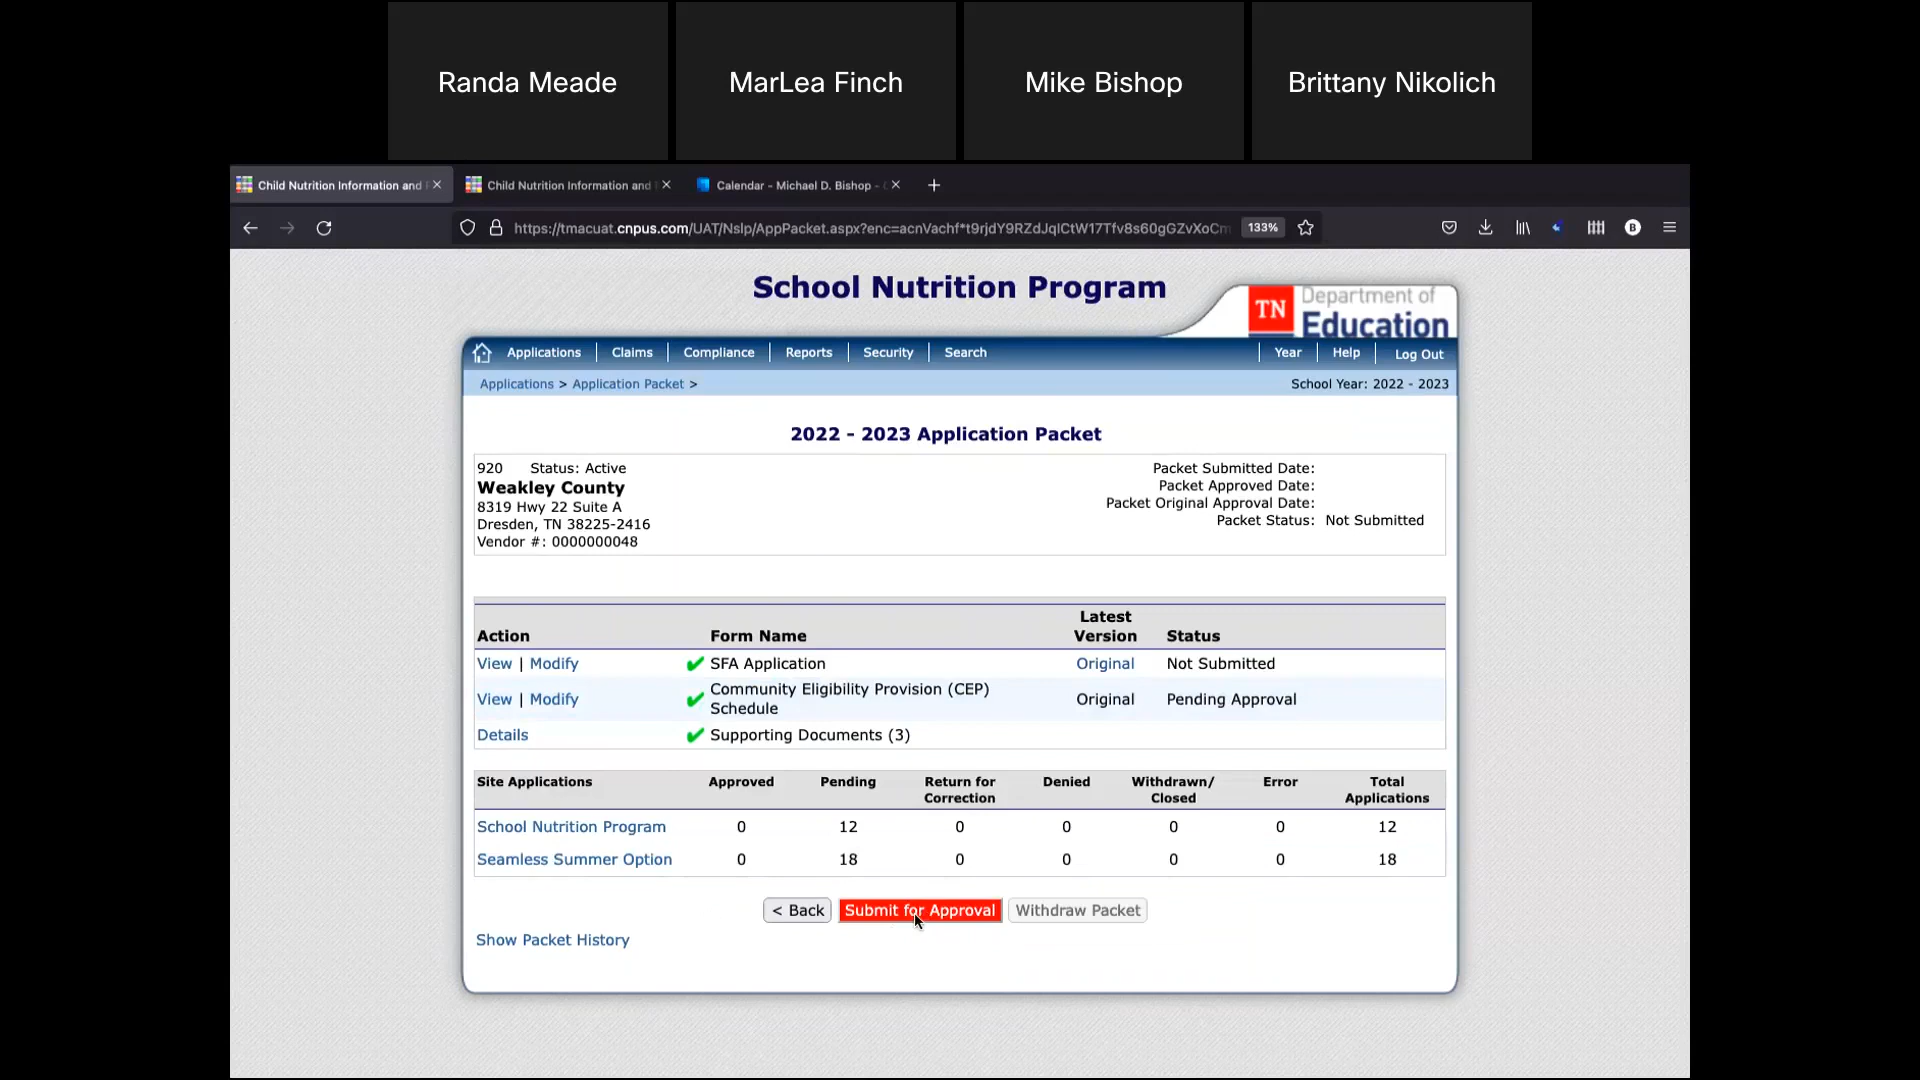 Randa Meade
MarLea Finch
Mike Bishop
Brittany Nikolich
Child Nutrition Information and
Child Nutrition Information and
Calendar - Michael D. Bishop -
https://tmacuat.cnpus.com/UAT/Nslp/AppPacket.aspx?enc=acnVachf*t9rjdY9RZdJqICtW17Tfv8s60gGZvXoCm
133%
B
School Nutrition Program
TN
Department of
Education
Applications
Claims
Compliance
Reports
Security
Search
Year
Help
Log Out
Applications > Application Packet >
School Year: 2022 - 2023
2022 - 2023 Application Packet
920 Status: Active
Weakley County
8319 Hwy 22 Suite A
Dresden, TN 38225-2416
Vendor #: 0000000048
Packet Submitted Date:
Packet Approved Date:
Packet Original Approval Date:
Packet Status: Not Submitted
Action Form Name Latest Version Status
View | Modify SFA Application Original Not Submitted
View | Modify Community Eligibility Provision (CEP) Schedule Original Pending Approval
Details Supporting Documents (3)
Site Applications Approved Pending Return for Correction Denied Withdrawn/ Closed Error Total Applications
School Nutrition Program 0 12 0 0 0 0 12
Seamless Summer Option 0 18 0 0 0 0 18
< Back
Submit for Approval
Withdraw Packet
Show Packet History